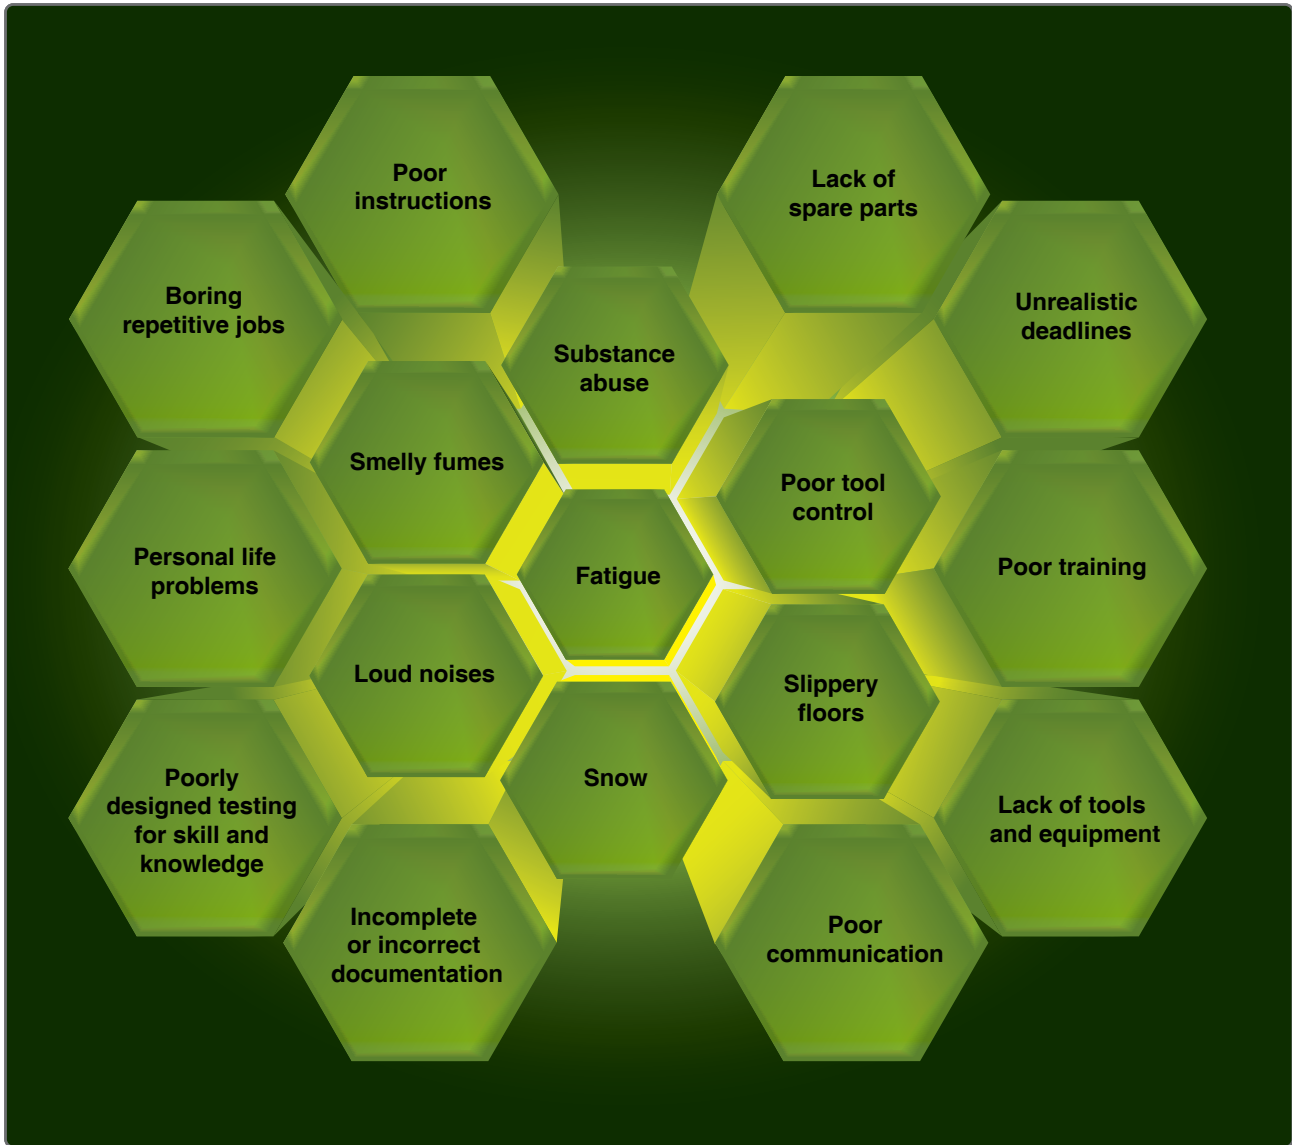 Poor
instructions
Lack of
spare parts
Boring
repetitive jobs
Unrealistic
deadlines
Substance
abuse
Smelly fumes
Poor tool
control
Personal life
problems
Fatigue
Poor training
Loud noises
Slippery
floors
Poorly
designed testing
for skill and
knowledge
Snow
Lack of tools
and equipment
Incomplete
or incorrect
documentation
Poor
communication